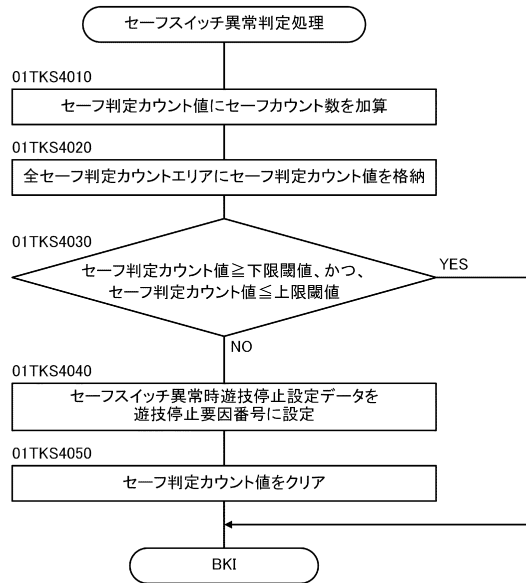 セーフスイッチ異常判定処理
01TKS4010
セーフ判定カウント値にセーフカウント数を加算
01TKS4020
全セーフ判定カウントエリアにセーフ判定カウント値を格納
01TKS4030
セーフ判定カウント値≧下限閾値、かつ、
セーフ判定カウント値≦上限閾値
YES
NO
01TKS4040
セーフスイッチ異常時遊技停止設定データを
遊技停止要因番号に設定
01TKS4050
セーフ判定カウント値をクリア
BKI